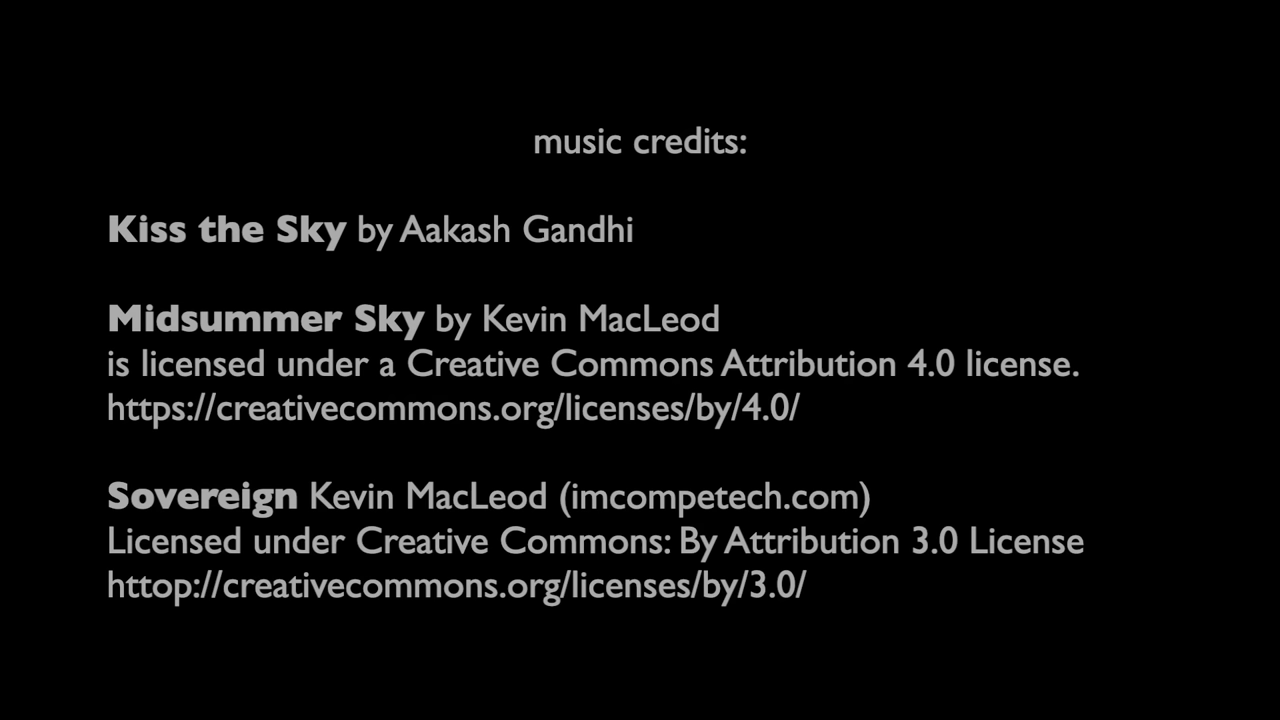 music credits:
Kiss the Sky by Aakash Gandhi
Midsummer Sky by Kevin MacLeod
is licensed under a Creative Commons Attribution 4.0 license.
https://creativecommons.org/licenses/by/4.0/
Sovereign Kevin MacLeod (imcompetech.com)
Licensed under Creative Commons: By Attribution 3.0 License
httop://creativecommons.org/licenses/by/3.0/